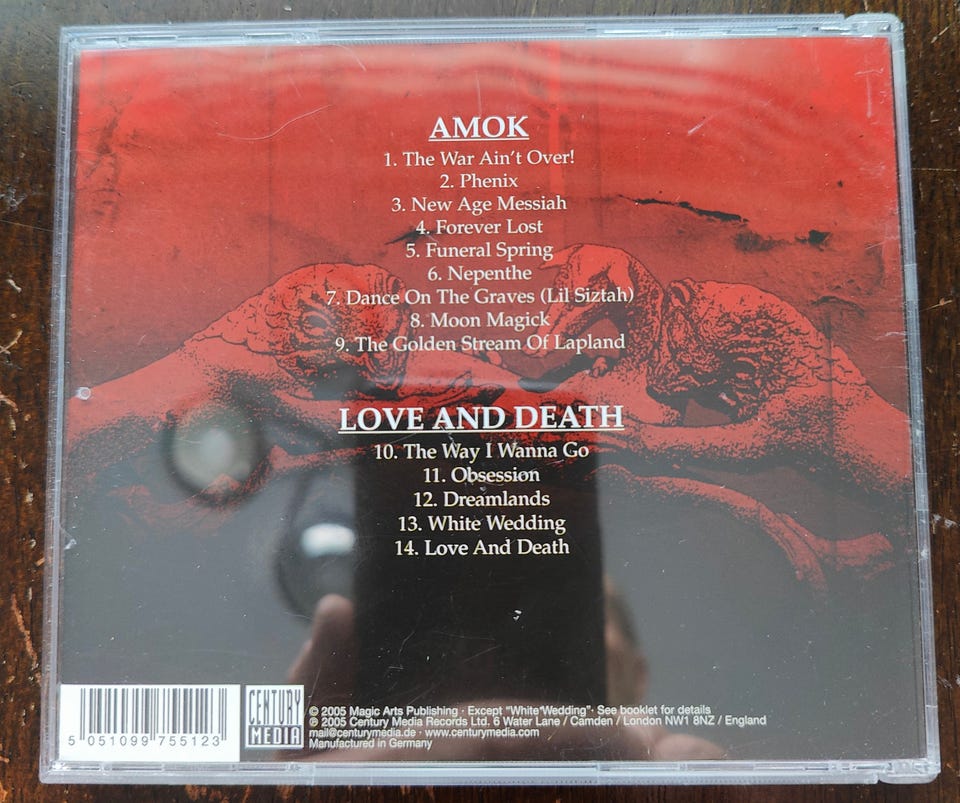 AMOK
1. The War Ain't Over!
2. Phenix
3. New Age Messiah
4. Forever Lost
5. Funeral Spring
6. Nepenthe
7. Dance On The Graves (Lil Siztah)
8. Moon Magick
9. The Golden Stream Of Lapland
LOVE AND DEATH
10. The Way I Wanna Go
11. Obsession
12. Dreamlands
13. White Wedding
14. Love And Death
5 051099 755123
CENTURY
MEDIA
© 2005 Magic Arts Publishing · Except "White Wedding"· See booklet for details
℗ 2005 Century Media Records Ltd. 6 Water Lane / Camden / London NW1 8NZ / England
mail@centurymedia.de · www.centurymedia.com
Manufactured in Germany